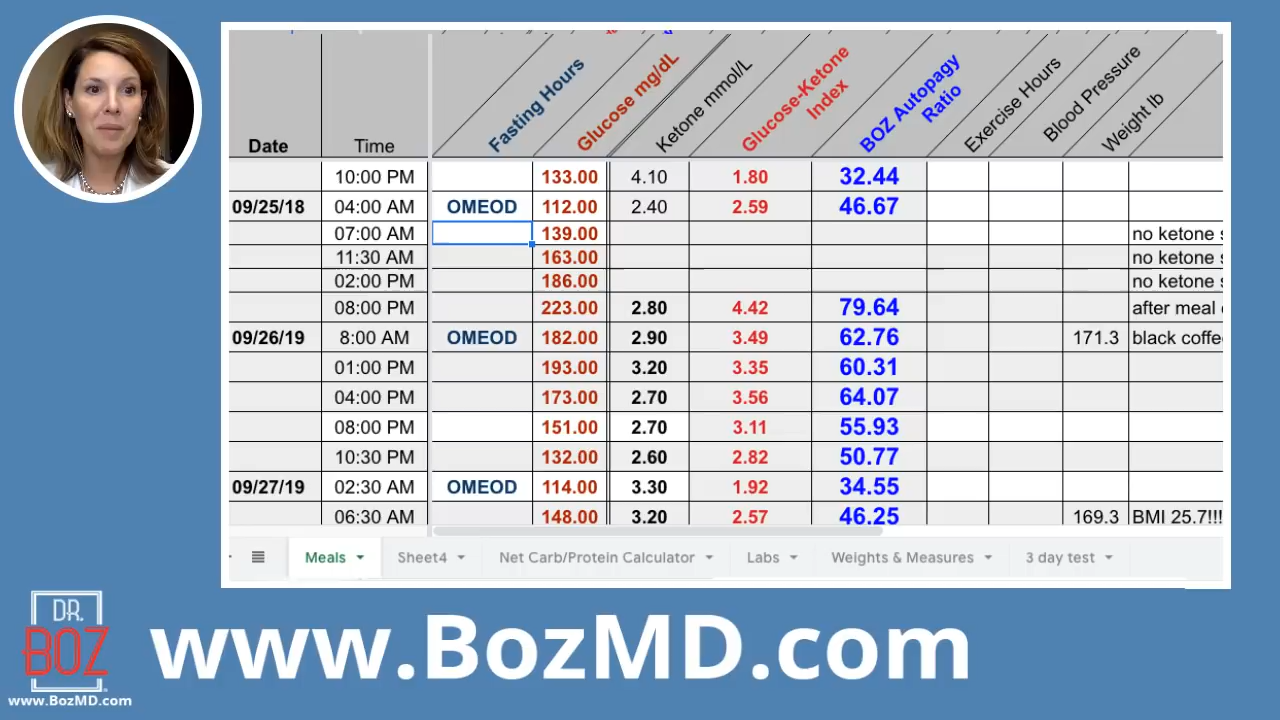 Date Time Fasting Hours Glucose mg/dL Ketone mmol/L Glucose-Ketone Index BOZ Autopagy Ratio Exercise Hours Blood Pressure Weight lb
10:00 PM 133.00 4.10 1.80 32.44
09/25/18 04:00 AM OMEOD 112.00 2.40 2.59 46.67
07:00 AM 139.00 no ketone s
11:30 AM 163.00 no ketone s
02:00 PM 186.00 no ketone s
08:00 PM 223.00 2.80 4.42 79.64 after meal
09/26/19 8:00 AM OMEOD 182.00 2.90 3.49 62.76 171.3 black coffe
01:00 PM 193.00 3.20 3.35 60.31
04:00 PM 173.00 2.70 3.56 64.07
08:00 PM 151.00 2.70 3.11 55.93
10:30 PM 132.00 2.60 2.82 50.77
09/27/19 02:30 AM OMEOD 114.00 3.30 1.92 34.55
06:30 AM 148.00 3.20 2.57 46.25 169.3 BMI 25.7!!!
Meals Sheet4 Net Carb/Protein Calculator Labs Weights & Measures 3 day test
DR.
BOZ
www.BozMD.com
www.BozMD.com